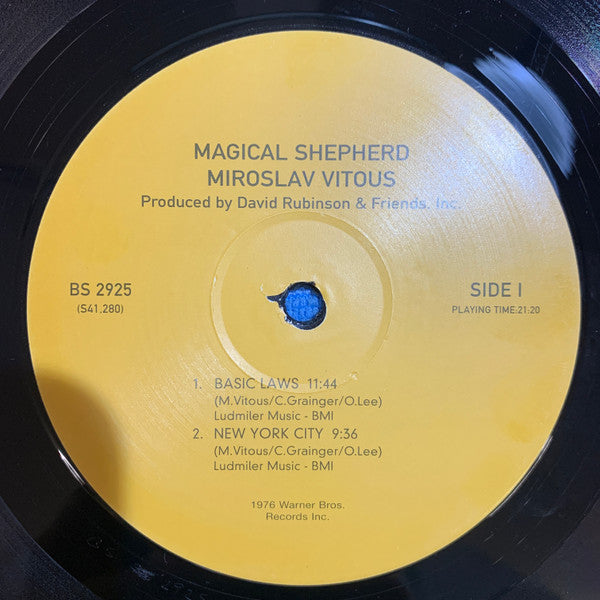 MAGICAL SHEPHERD
MIROSLAV VITOUS
Produced by David Rubinson & Friends. Inc.
BS 2925
(S41,280)
SIDE I
PLAYING TIME:21:20
1. BASIC LAWS 11:44
(M.Vitous/C.Grainger/O.Lee)
Ludmiler Music - BMI
2. NEW YORK CITY 9:36
(M.Vitous/C.Grainger/O.Lee)
Ludmiler Music - BMI
1976 Warner Bros.
Records Inc.